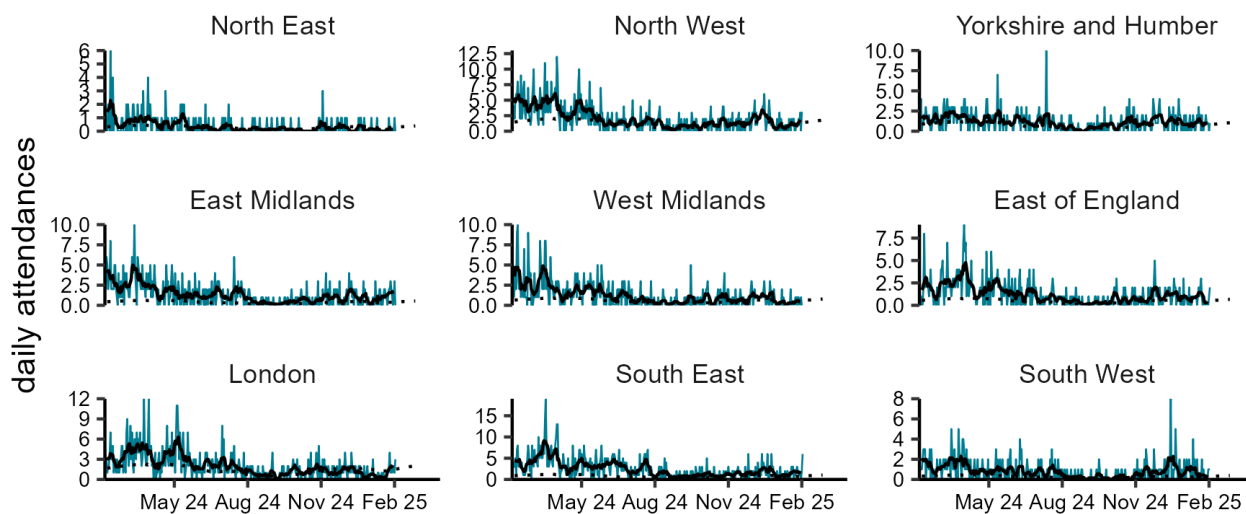 North East North West Yorkshire and Humber
6 12.5 10.0
5 10.0 7.5
4 7.5 5.0
3 5.0 2.5
2 2.5 0.0
1 0.0
0
daily attendances
East Midlands West Midlands East of England
10.0 10.0 7.5
7.5 7.5 5.0
5.0 5.0 2.5
2.5 2.5 0.0
0.0 0.0
London South East South West
12 15 8
9 10 6
6 5 4
3 0 2
0 0
May 24 Aug 24 Nov 24 Feb 25 May 24 Aug 24 Nov 24 Feb 25 May 24 Aug 24 Nov 24 Feb 25